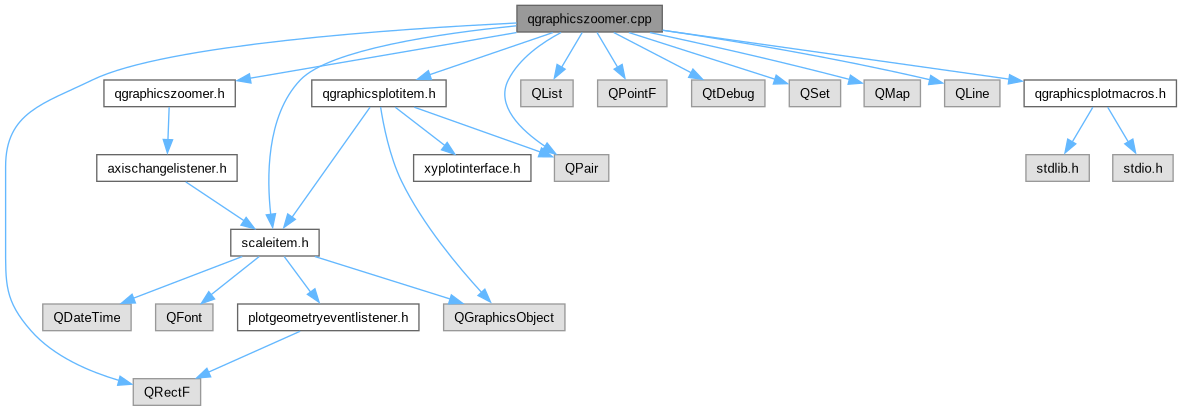 qgraphicszoomer.cpp
qgraphicszoomer.h
qgraphicsplotitem.h
QList
QPointF
QtDebug
QSet
QMap
QLine
qgraphicsplotmacros.h
axischangelistener.h
xyplotinterface.h
QPair
stdlib.h
stdio.h
scaleitem.h
QDateTime
QFont
plotgeometryeventlistener.h
QGraphicsObject
QRectF